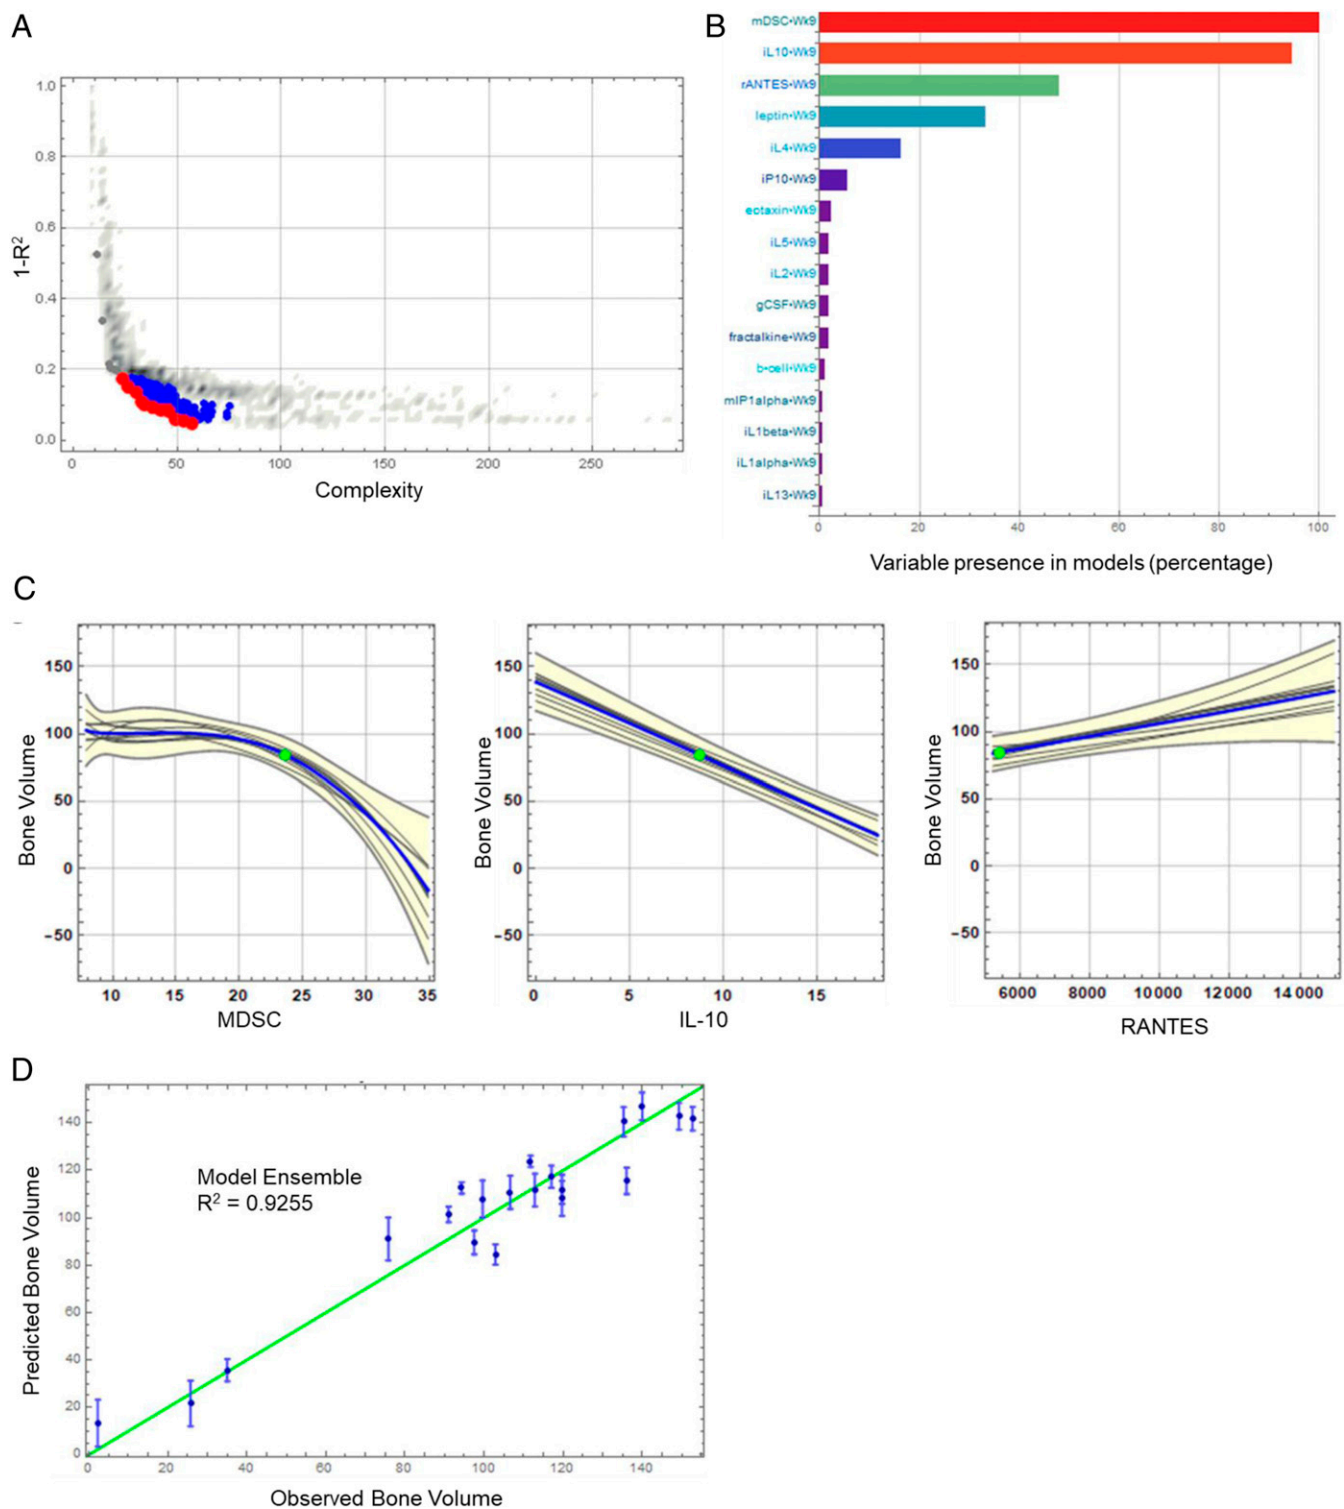 A
1.0
0.8
0.6
0.4
0.2
0.0
1-R²
0 50 100 150 200 250
Complexity
B
mDSC•Wk9
iL10•Wk9
rANTES•Wk9
leptin•Wk9
iL4•Wk9
iP10•Wk9
eotaxin•Wk9
iL5•Wk9
iL2•Wk9
gCSF•Wk9
fractalkine•Wk9
b•cell•Wk9
mIP1alpha•Wk9
iL1beta•Wk9
iL1alpha•Wk9
iL13•Wk9
0 20 40 60 80 100
Variable presence in models (percentage)
C
150
100
50
0
-50
Bone Volume
10 15 20 25 30 35
MDSC
150
100
50
0
-50
Bone Volume
0 5 10 15
IL-10
150
100
50
0
-50
Bone Volume
6000 8000 10000 12000 14000
RANTES
D
140
120
100
80
60
40
20
0
Predicted Bone Volume
Model Ensemble
R² = 0.9255
0 20 40 60 80 100 120 140
Observed Bone Volume